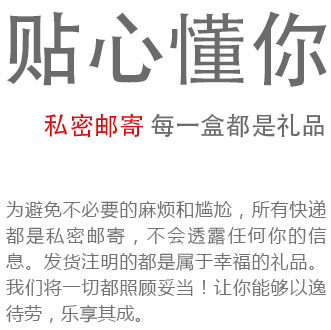 贴心懂你
私密邮寄 每一盒都是礼品
为避免不必要的麻烦和尴尬，所有快递
都是私密邮寄，不会透露任何你的信
息。发货注明的都是属于幸福的礼品。
我们将一切都照顾妥当！让你能够以逸
待劳，乐享其成。